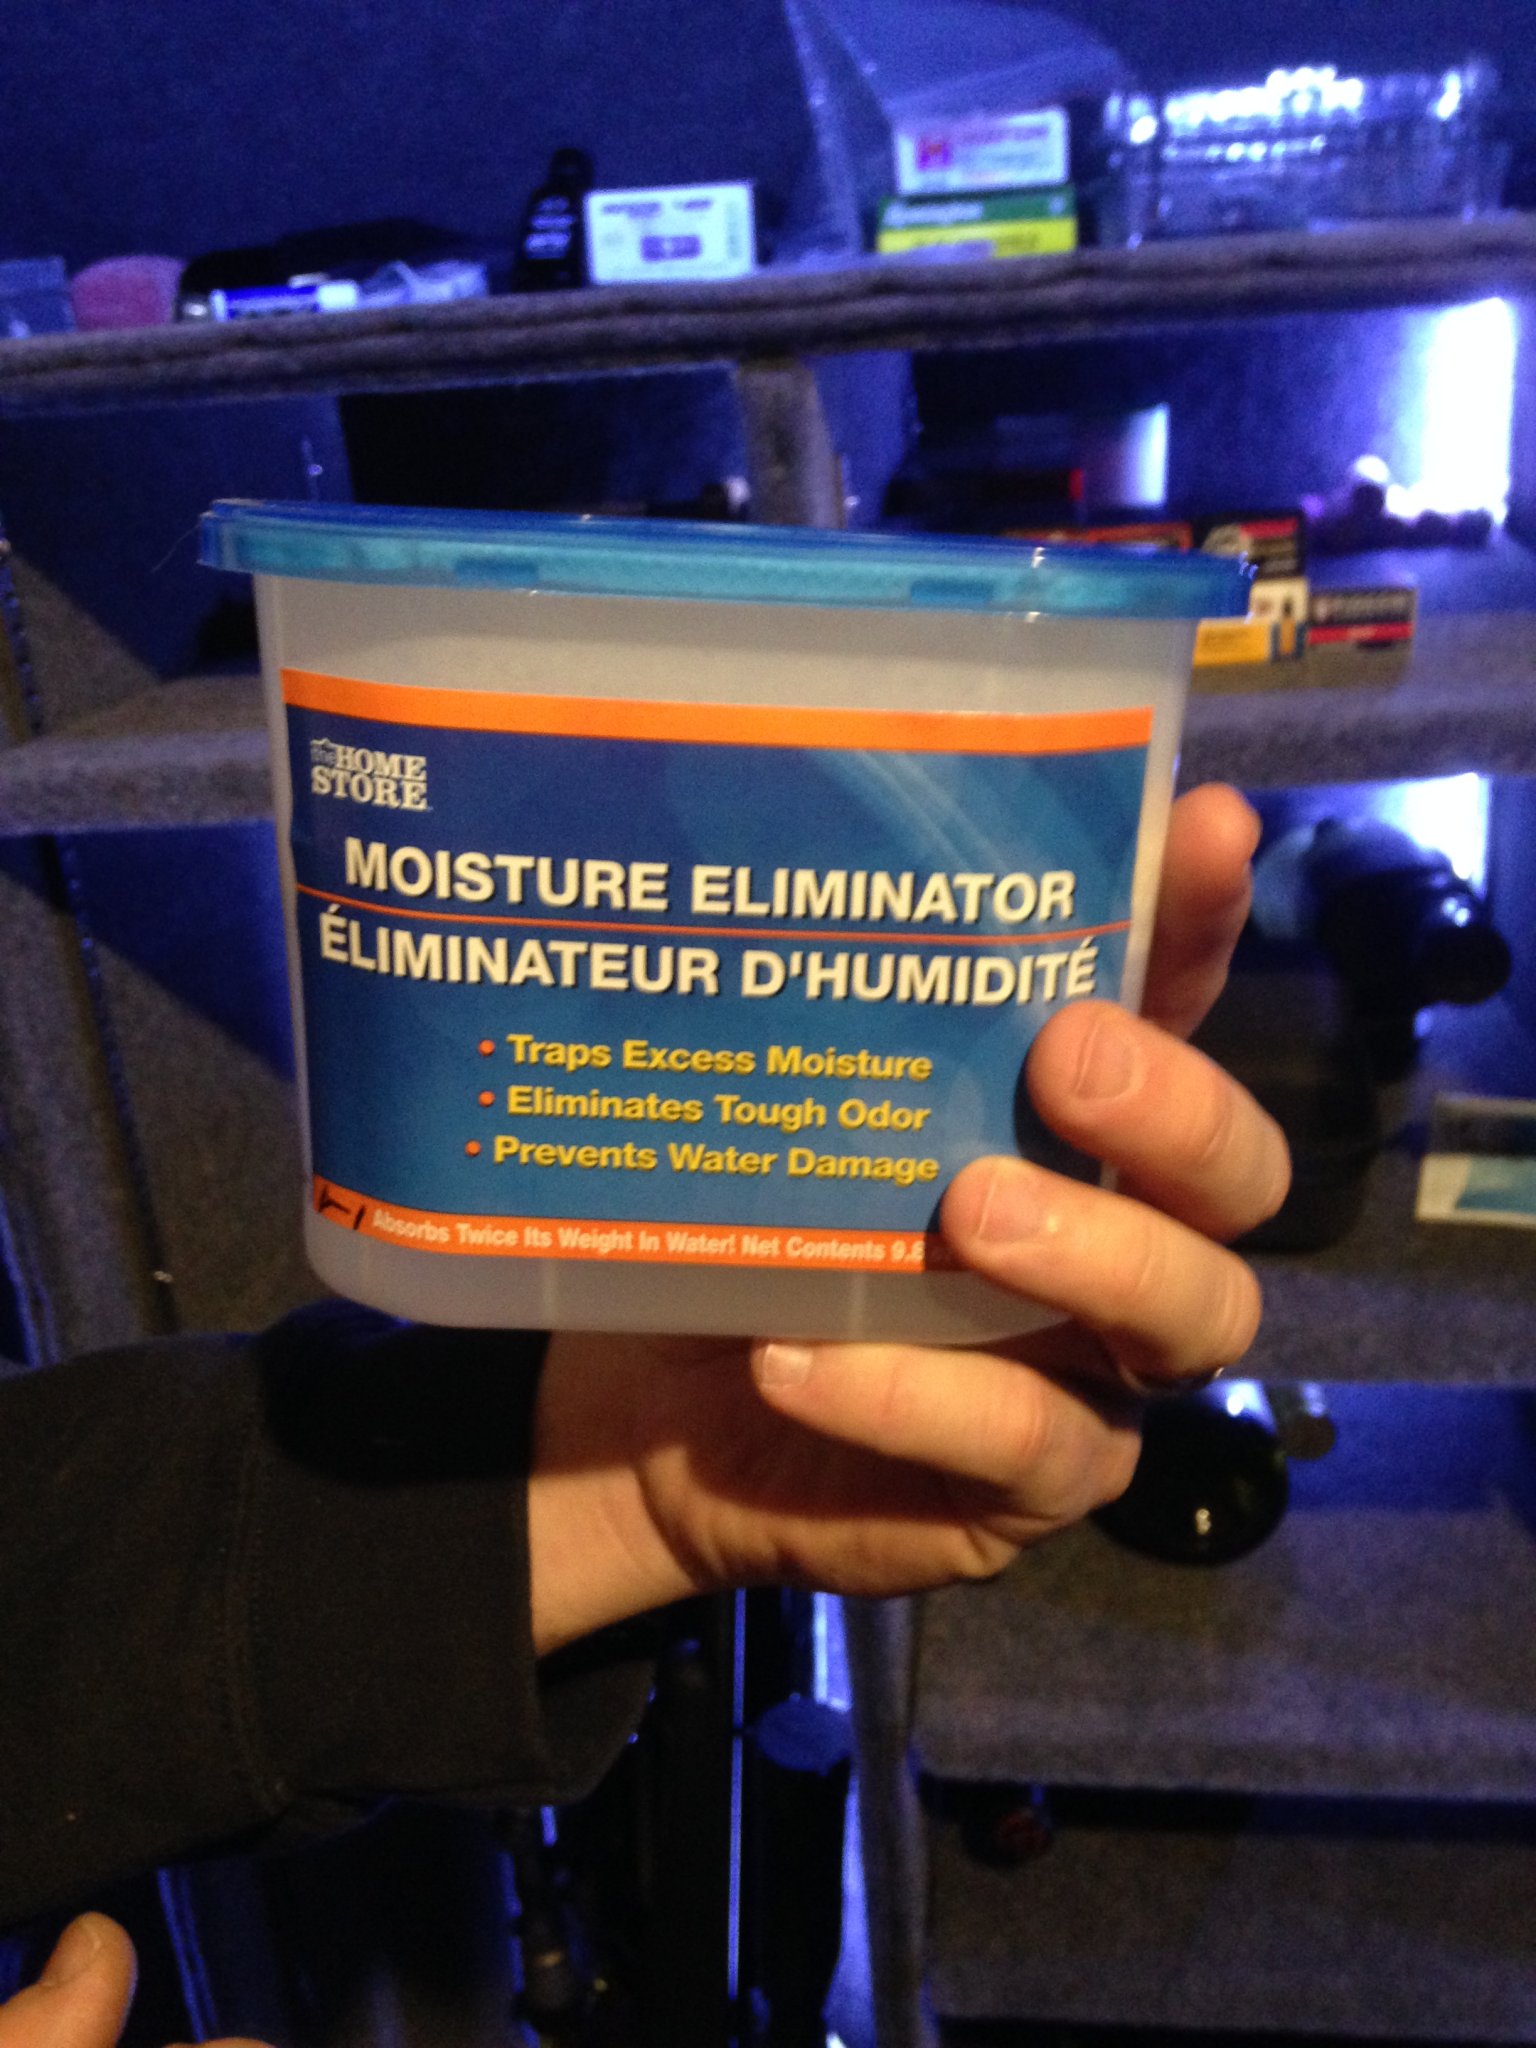 the HOME
STORE
MOISTURE ELIMINATOR
ÉLIMINATEUR D'HUMIDITÉ
• Traps Excess Moisture
• Eliminates Tough Odor
• Prevents Water Damage
Absorbs Twice Its Weight In Water! Net Contents